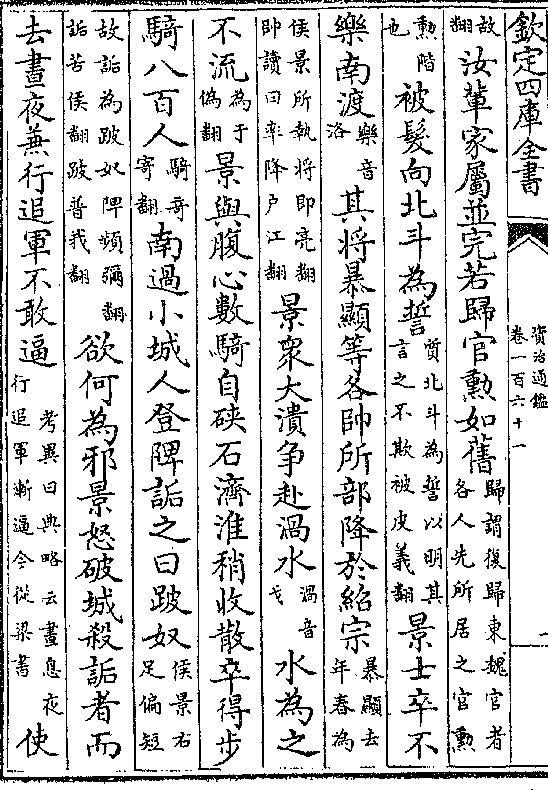 欽定四庫全書
資治通鑑
卷一百六十一
一
故翻汝輩家屬並完若歸官勲如舊歸謂復歸東魏官者各人先所居之官勲
勲階也被髮向北斗為誓質北斗為誓以明其言之不欺被皮義翻景士卒不
樂南渡樂音洛其將暴顯等各帥所部降於紹宗暴顯去年春為
侯景所執將即亮翻帥讀曰率降户江翻景衆大潰争赴渦水渦音戈水為之
不流為于偽翻景與腹心數騎自硤石濟淮稍收散卒得步
騎八百人騎奇寄翻南過小城人登陴詬之曰跛奴侯景右足偏短
故詬為跛奴陴頻彌翻詬苦侯翻跛普我翻欲何為邪景怒破城殺詬者而
去晝夜兼行追軍不敢逼考異曰典略云晝息夜行追軍漸逼今從梁書使